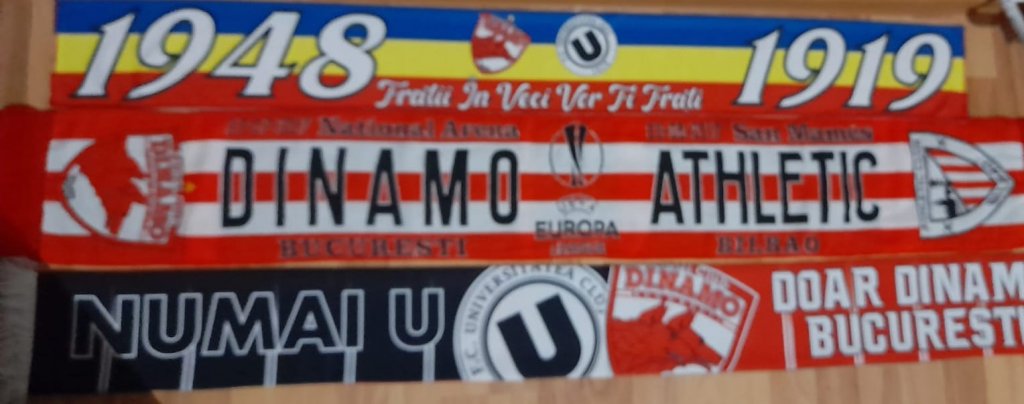 1948
1919
U
Fratii In Veci Vor Fi Frati
National Arena
San Mames
DINAMO
ATHLETIC
EUROPA
BUCURESTI
BILBAO
NUMAI U
F.C. UNIVERSITATEA CLUJ
U
DINAMO
DOAR DINAM
BUCUREST